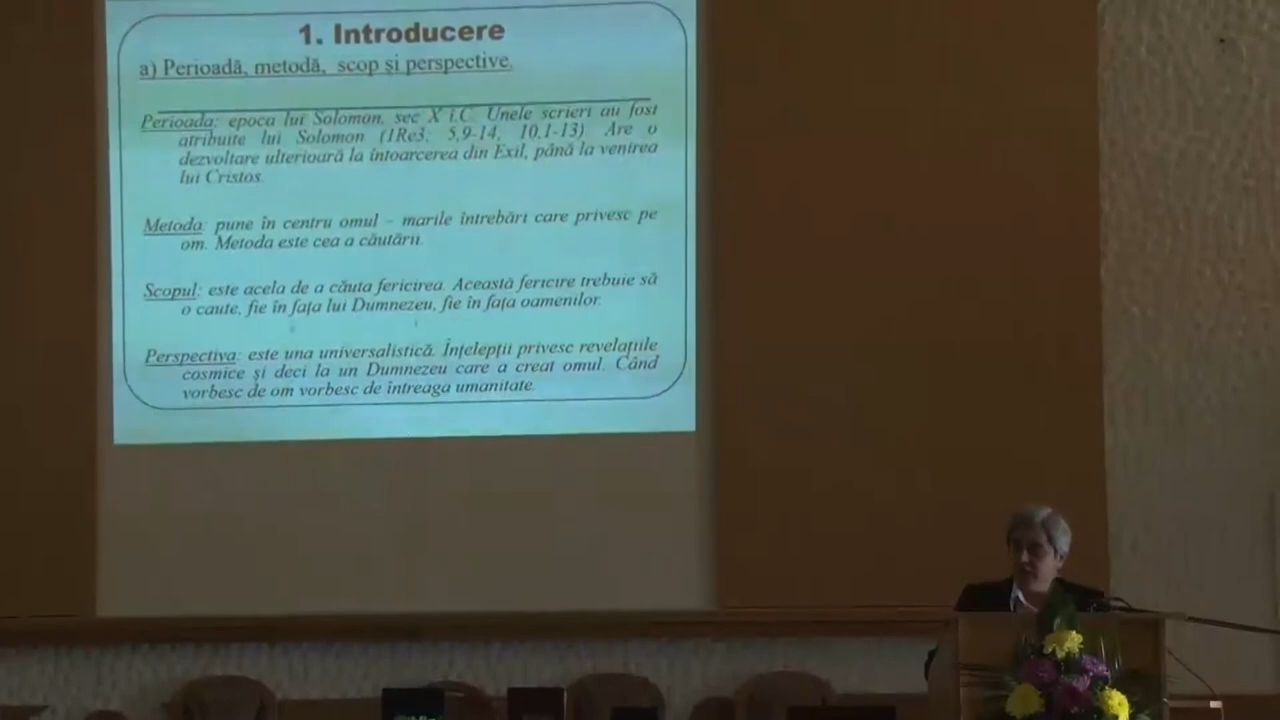 1. Introducere
a) Perioadă, metodă, scop și perspective.
Perioada: epoca lui Solomon, sec X i.C. Unele scrieri au fost
atribuite lui Solomon (1Re3; 5,9-14, 10,1-13). Are o
dezvoltare ulterioară la întoarcerea din Exil, până la venirea
lui Cristos.
Metoda: pune în centru omul – marile întrebări care privesc pe
om. Metoda este cea a căutării.
Scopul: este acela de a căuta fericirea. Această fericire trebuie să
o caute, fie în fața lui Dumnezeu, fie în fața oamenilor.
Perspectiva: este una universalistică. Înțelepții privesc revelațiile
cosmice și deci la un Dumnezeu care a creat omul. Când
vorbesc de om vorbesc de întreaga umanitate.